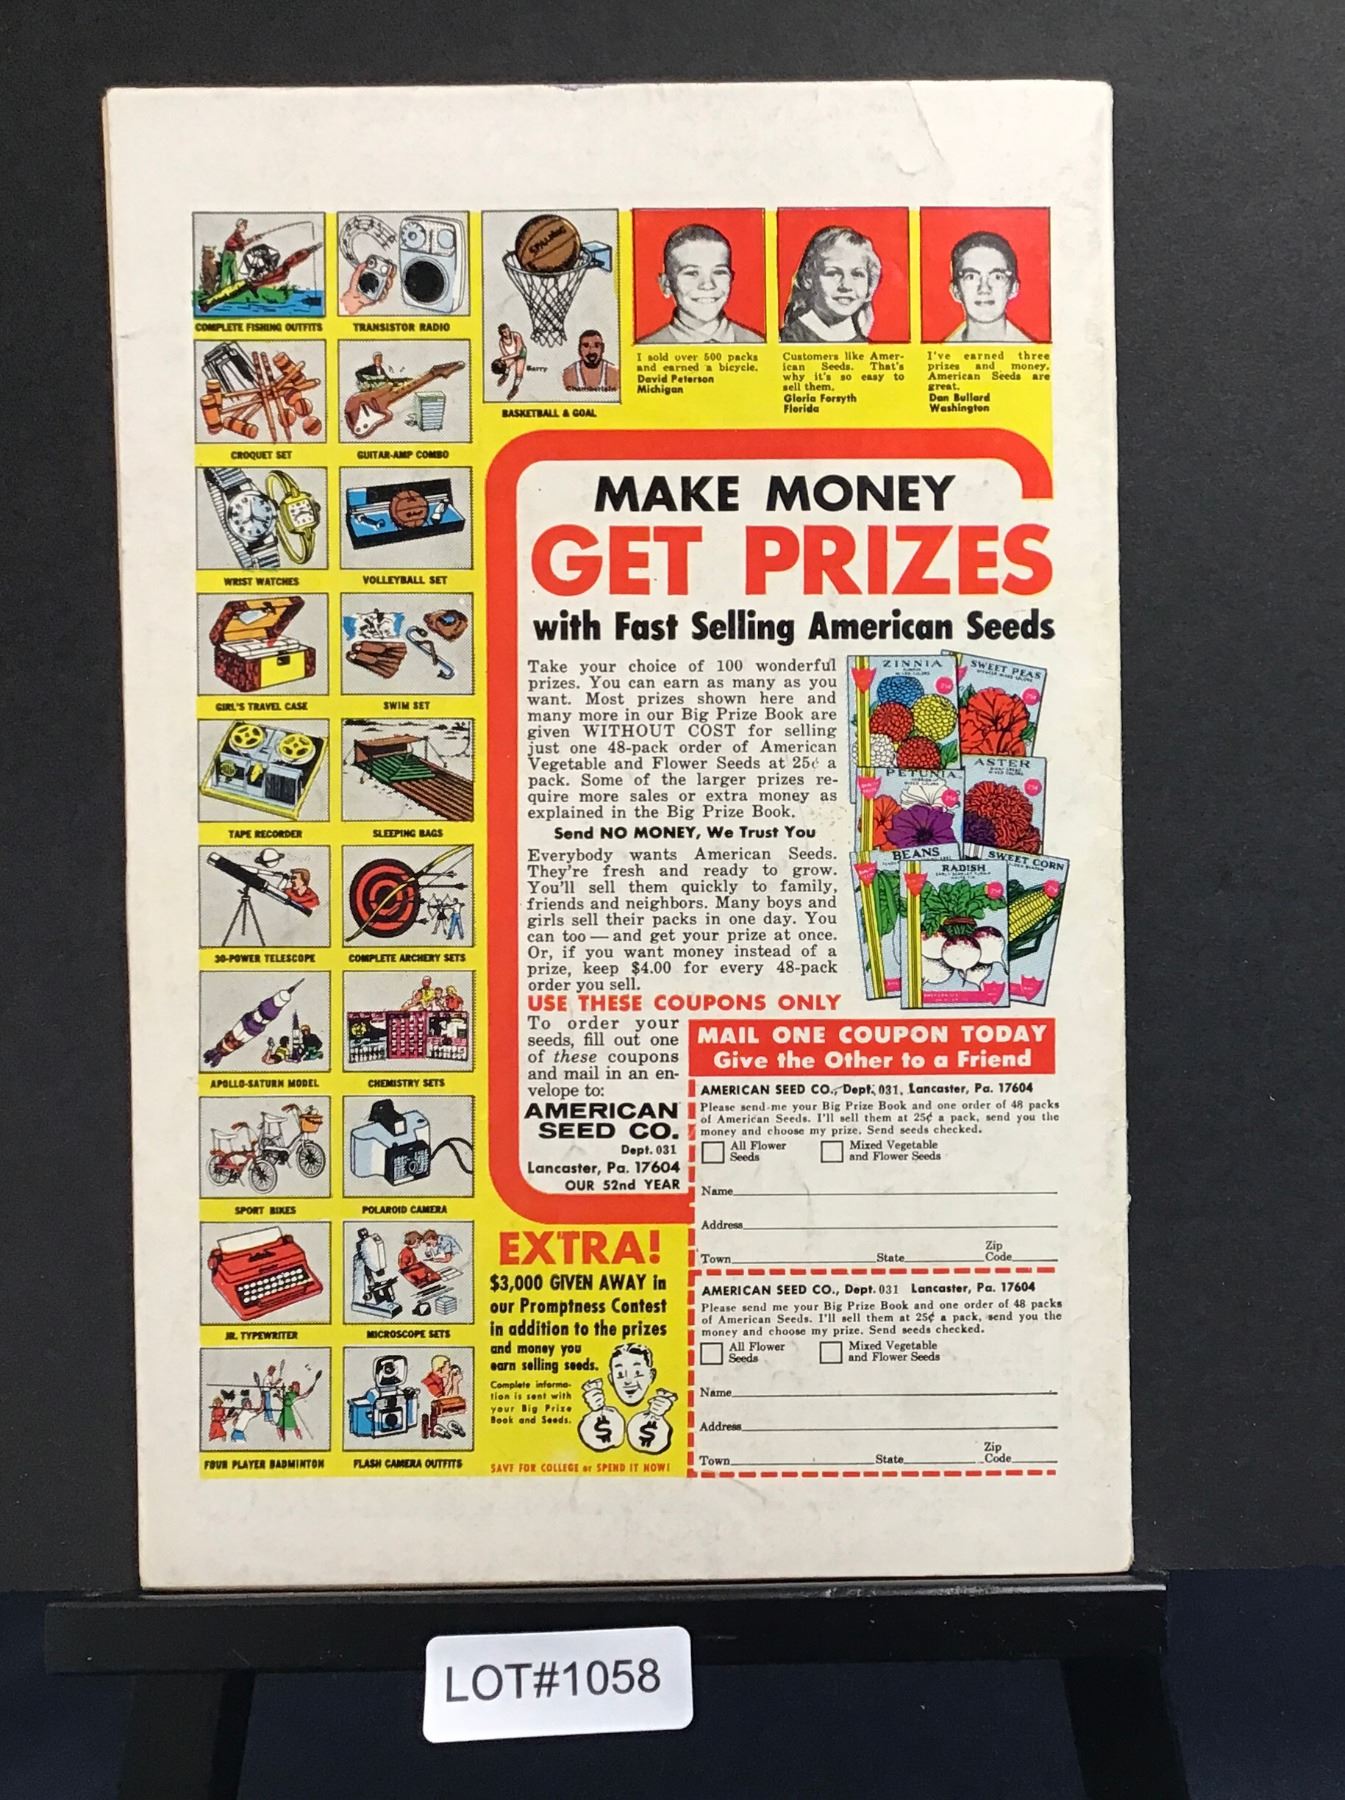 COMPLETE FISHING OUTFITS
TRANSISTOR RADIO
SPALDING
Barry
Chamberlain
BASKETBALL & GOAL
I sold over 500 packs
and earned a bicycle.
David Peterson
Michigan
Customers like Amer-
ican Seeds. That's
why it's so easy to
sell them.
Gloria Forsyth
Florida
I've earned three
prizes and money.
American Seeds are
great.
Dan Bullard
Washington
CROQUET SET
GUITAR-AMP COMBO
WRIST WATCHES
VOLLEYBALL SET
GIRL'S TRAVEL CASE
SWIM SET
TAPE RECORDER
SLEEPING BAGS
30-POWER TELESCOPE
COMPLETE ARCHERY SETS
APOLLO-SATURN MODEL
CHEMISTRY SETS
SPORT BIKES
POLAROID CAMERA
JR. TYPEWRITER
MICROSCOPE SETS
FOUR PLAYER BADMINTON
FLASH CAMERA OUTFITS
MAKE MONEY
GET PRIZES
with Fast Selling American Seeds
Take your choice of 100 wonderful
prizes. You can earn as many as you
want. Most prizes shown here and
many more in our Big Prize Book are
given WITHOUT COST for selling
just one 48-pack order of American
Vegetable and Flower Seeds at 25¢ a
pack. Some of the larger prizes re-
quire more sales or extra money as
explained in the Big Prize Book.
Send NO MONEY, We Trust You
Everybody wants American Seeds.
They're fresh and ready to grow.
You'll sell them quickly to family,
friends and neighbors. Many boys and
girls sell their packs in one day. You
can too — and get your prize at once.
Or, if you want money instead of a
prize, keep $4.00 for every 48-pack
order you sell.
ZINNIA
SWEET PEAS
PETUNIA
ASTER
BEANS
RADISH
SWEET CORN
USE THESE COUPONS ONLY
To order your
seeds, fill out one
of these coupons
and mail in an en-
velope to:
AMERICAN
SEED CO.
Dept. 031
Lancaster, Pa. 17604
OUR 52nd YEAR
MAIL ONE COUPON TODAY
Give the Other to a Friend
AMERICAN SEED CO., Dept. 031, Lancaster, Pa. 17604
Please send me your Big Prize Book and one order of 48 packs
of American Seeds. I'll sell them at 25¢ a pack, send you the
money and choose my prize. Send seeds checked.
All Flower
Seeds
Mixed Vegetable
and Flower Seeds
Name
Address
Town State Zip Code
AMERICAN SEED CO., Dept. 031 Lancaster, Pa. 17604
Please send me your Big Prize Book and one order of 48 packs
of American Seeds. I'll sell them at 25¢ a pack, send you the
money and choose my prize. Send seeds checked.
All Flower
Seeds
Mixed Vegetable
and Flower Seeds
Name
Address
Town State Zip Code
EXTRA!
$3,000 GIVEN AWAY in
our Promptness Contest
in addition to the prizes
and money you
earn selling seeds.
Complete informa-
tion is sent with
your Big Prize
Book and Seeds.
$ $
SAVE FOR COLLEGE or SPEND IT NOW!
LOT#1058